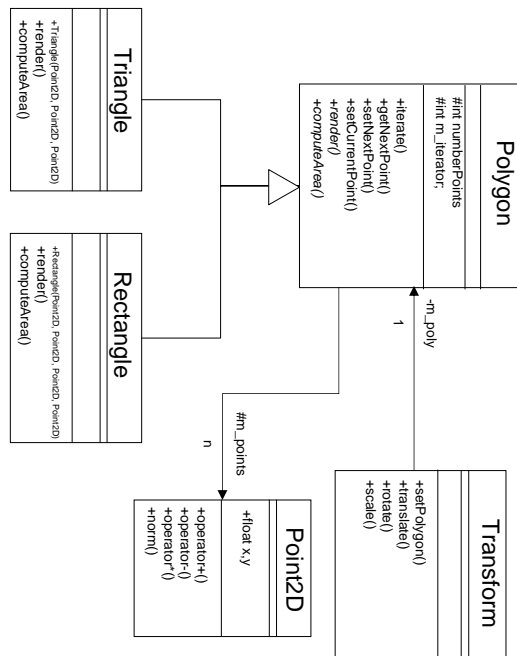 Polygon
#int numberPoints
#int m_iterator;
+iterate()
+getNextPoint()
+setNextPoint()
+setCurrentPoint()
+render()
+computeArea()
-m_poly
1
Transform
+setPolygon()
+translate()
+rotate()
+scale()
Triangle
+Triangle(Point2D, Point2D, Point2D)
+render()
+computeArea()
Rectangle
+Rectangle(Point2D, Point2D, Point2D, Point2D)
+render()
+computeArea()
#m_points
n
Point2D
+float x,y
+operator+()
+operator-()
+operator*()
+norm()